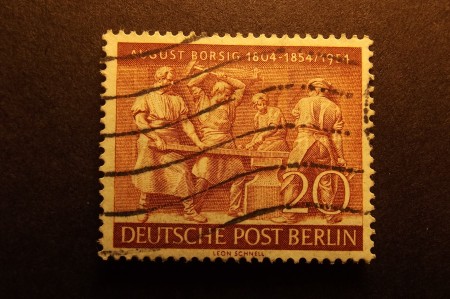 AUGUST BORSIG 1804-1854/1954
20
DEUTSCHE POST BERLIN
LEON SCHNELL